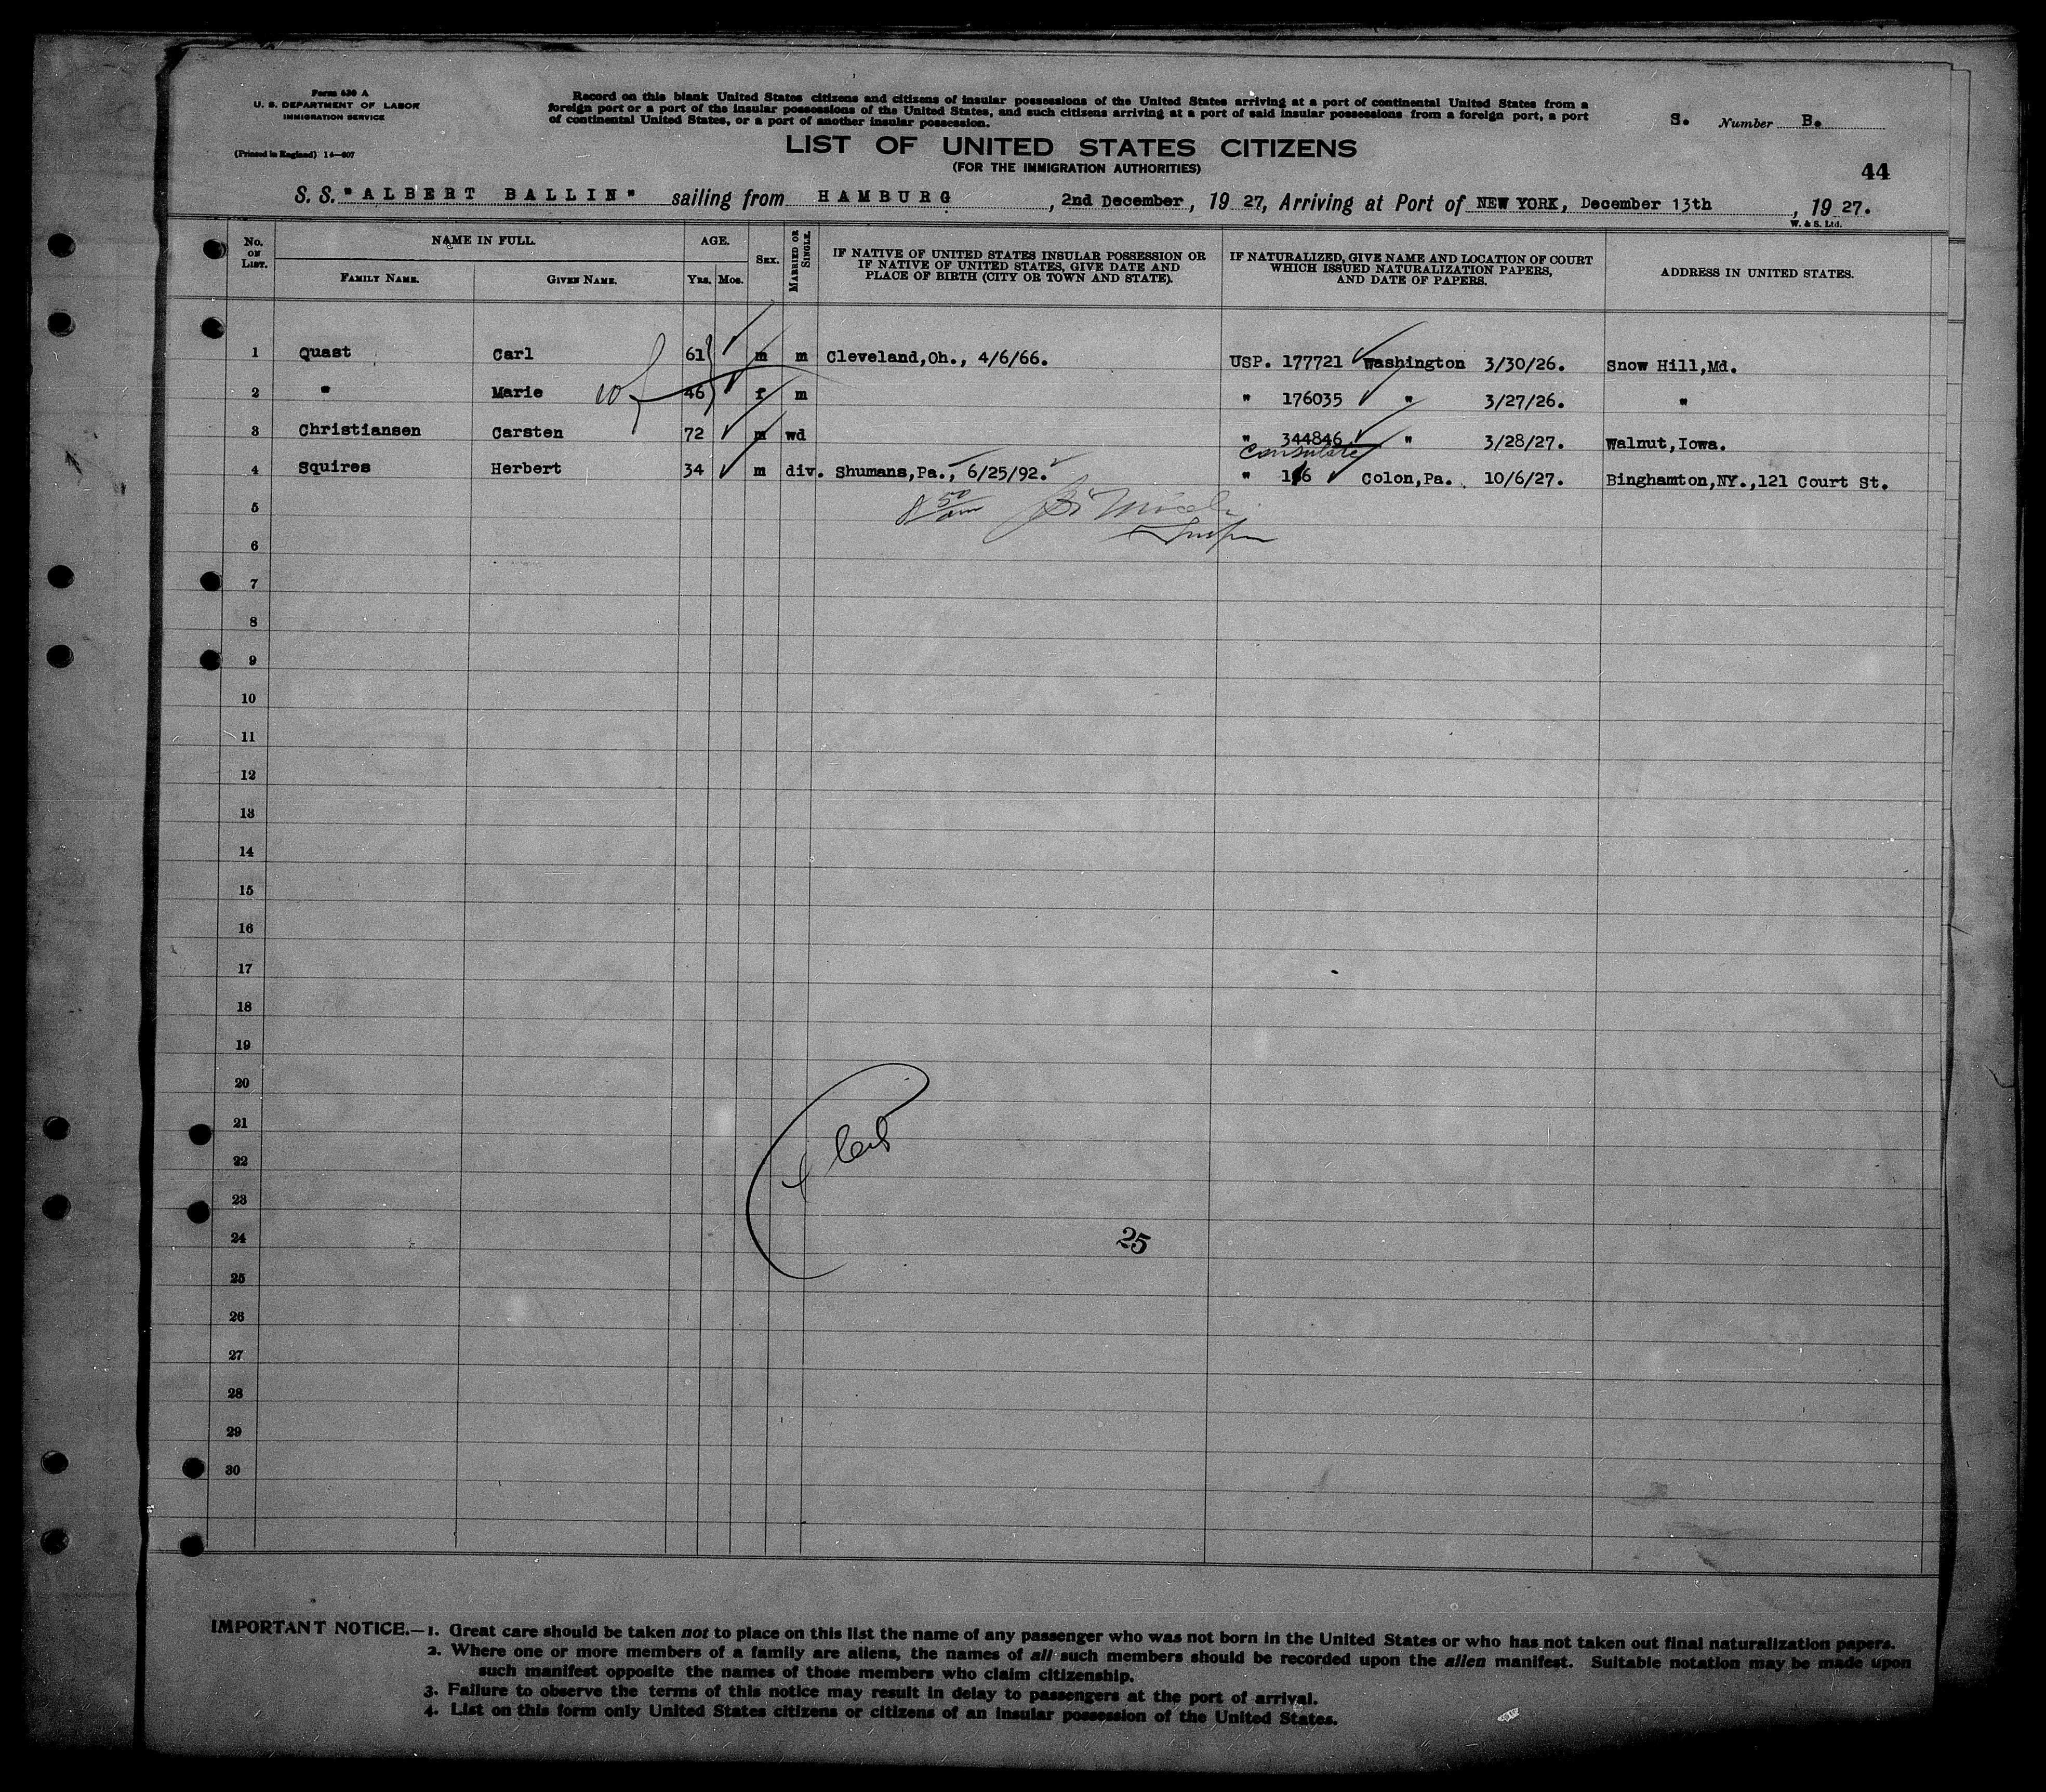 Form 630 A
U. S. DEPARTMENT OF LABOR
IMMIGRATION SERVICE
(Printed in England) 14—807
Record on this blank United States citizens and citizens of insular possessions of the United States arriving at a port of continental United States from a
foreign port or a port of the insular possessions of the United States, and such citizens arriving at a port of said insular possessions from a foreign port, a port
of continental United States, or a port of another insular possession.
S. Number B.
LIST OF UNITED STATES CITIZENS
(FOR THE IMMIGRATION AUTHORITIES)
44
S. S. "ALBERT BALLIN" sailing from HAMBURG, 2nd December, 1927, Arriving at Port of NEW YORK, December 13th, 1927.
W. & S. Ltd.
No. ON LIST. NAME IN FULL. AGE. SEX. MARRIED OR SINGLE. IF NATIVE OF UNITED STATES INSULAR POSSESSION OR IF NATIVE OF UNITED STATES, GIVE DATE AND PLACE OF BIRTH (CITY OR TOWN AND STATE). IF NATURALIZED, GIVE NAME AND LOCATION OF COURT WHICH ISSUED NATURALIZATION PAPERS, AND DATE OF PAPERS. ADDRESS IN UNITED STATES.
FAMILY NAME. GIVEN NAME. YRS. MOS.
1 Quast Carl 61 m m Cleveland,Oh., 4/6/66. USP. 177721 Washington 3/30/26. Snow Hill,Md.
2 " Marie wf 46 f m " 176035 " 3/27/26. "
3 Christiansen Carsten 72 m wd " 344846 " 3/28/27. Walnut,Iowa.
Consular
4 Squires Herbert 34 m div. Shumans,Pa., 6/25/92. " 116 Colon,Pa. 10/6/27. Binghamton,NY.,121 Court St.
8 50 am
5
Insp
6
7
8
9
10
11
12
13
14
15
16
17
18
19
20
21
22
23
24
25
25
26
27
28
29
30
IMPORTANT NOTICE.—1. Great care should be taken not to place on this list the name of any passenger who was not born in the United States or who has not taken out final naturalization papers.
2. Where one or more members of a family are aliens, the names of all such members should be recorded upon the alien manifest. Suitable notation may be made upon
such manifest opposite the names of those members who claim citizenship.
3. Failure to observe the terms of this notice may result in delay to passengers at the port of arrival.
4. List on this form only United States citizens or citizens of an insular possession of the United States.